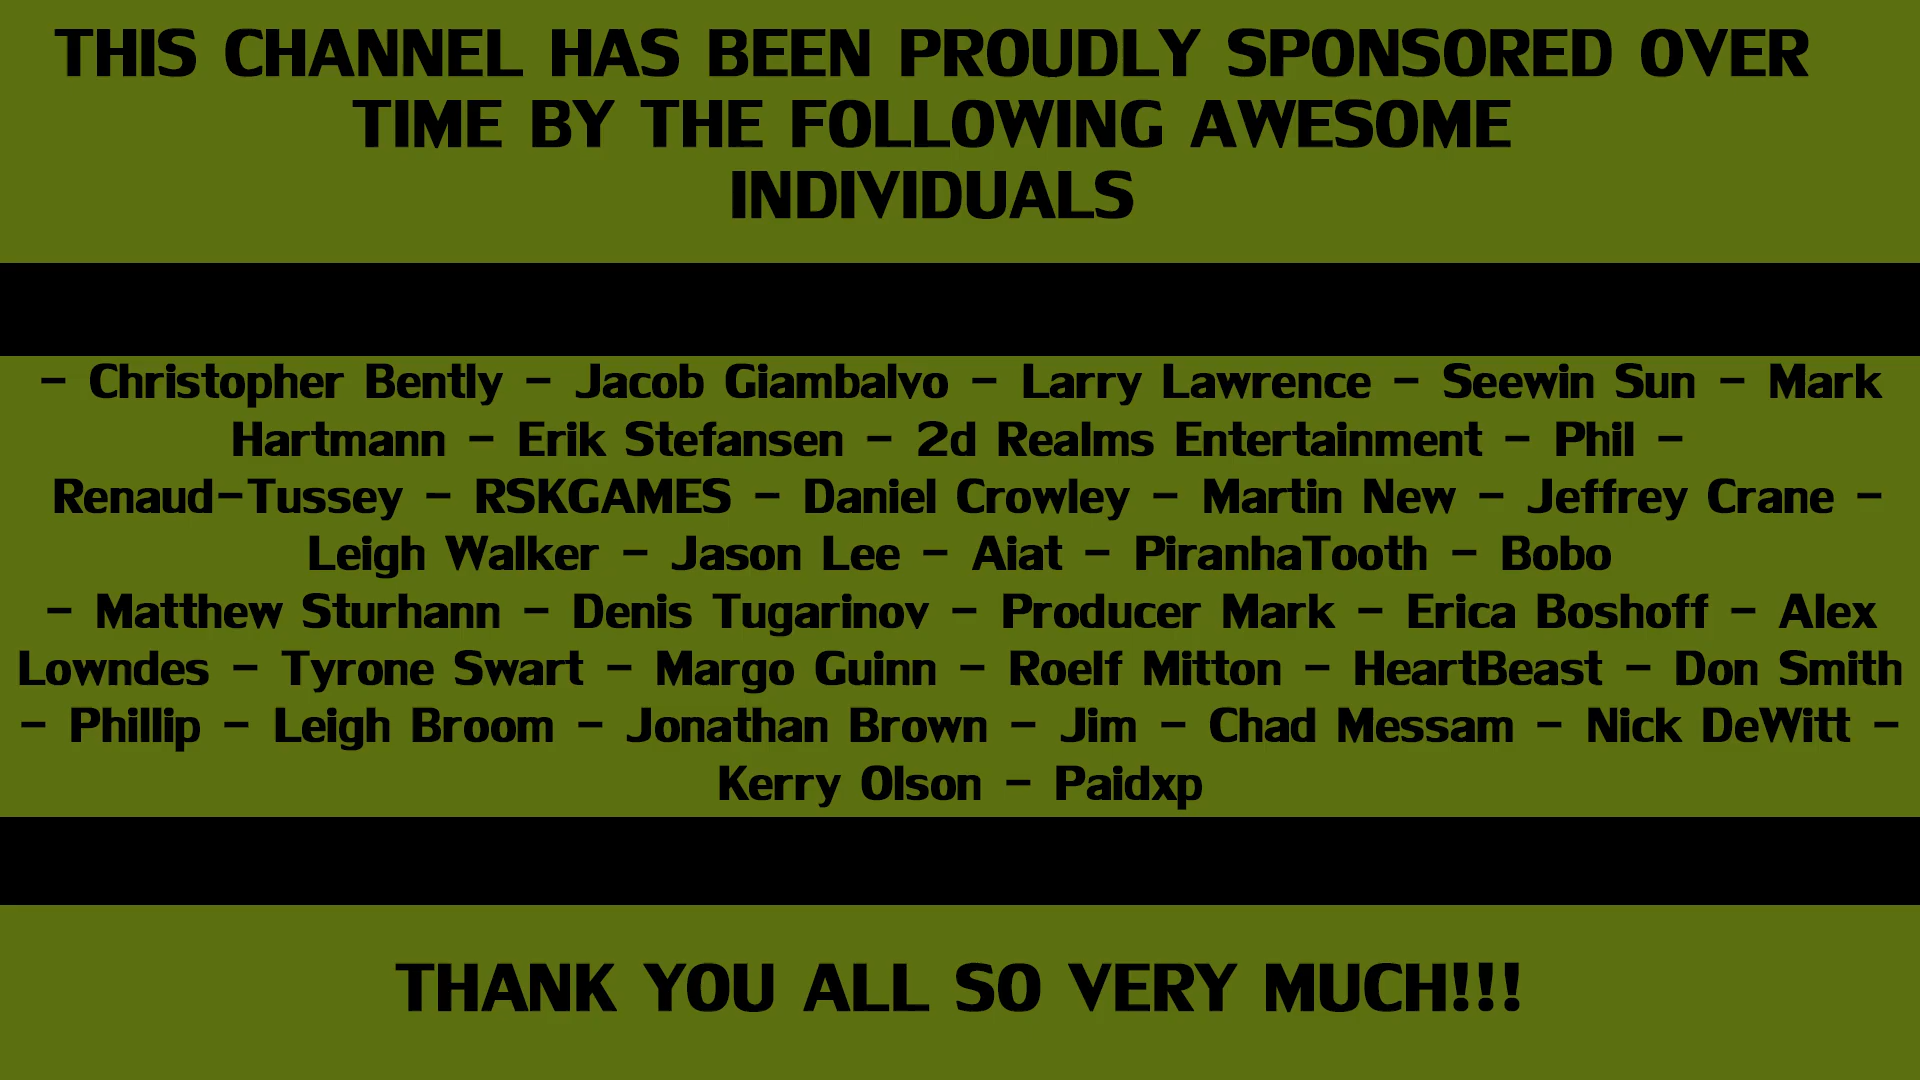 THIS CHANNEL HAS BEEN PROUDLY SPONSORED OVER
TIME BY THE FOLLOWING AWESOME
INDIVIDUALS
- Christopher Bently - Jacob Giambalvo - Larry Lawrence - Seewin Sun - Mark
Hartmann - Erik Stefansen - 2d Realms Entertainment - Phil -
Renaud-Tussey - RSKGAMES - Daniel Crowley - Martin New - Jeffrey Crane -
Leigh Walker - Jason Lee - Aiat - PiranhaTooth - Bobo
- Matthew Sturhann - Denis Tugarinov - Producer Mark - Erica Boshoff - Alex
Lowndes - Tyrone Swart - Margo Guinn - Roelf Mitton - HeartBeast - Don Smith
- Phillip - Leigh Broom - Jonathan Brown - Jim - Chad Messam - Nick DeWitt -
Kerry Olson - Paidxp
THANK YOU ALL SO VERY MUCH!!!